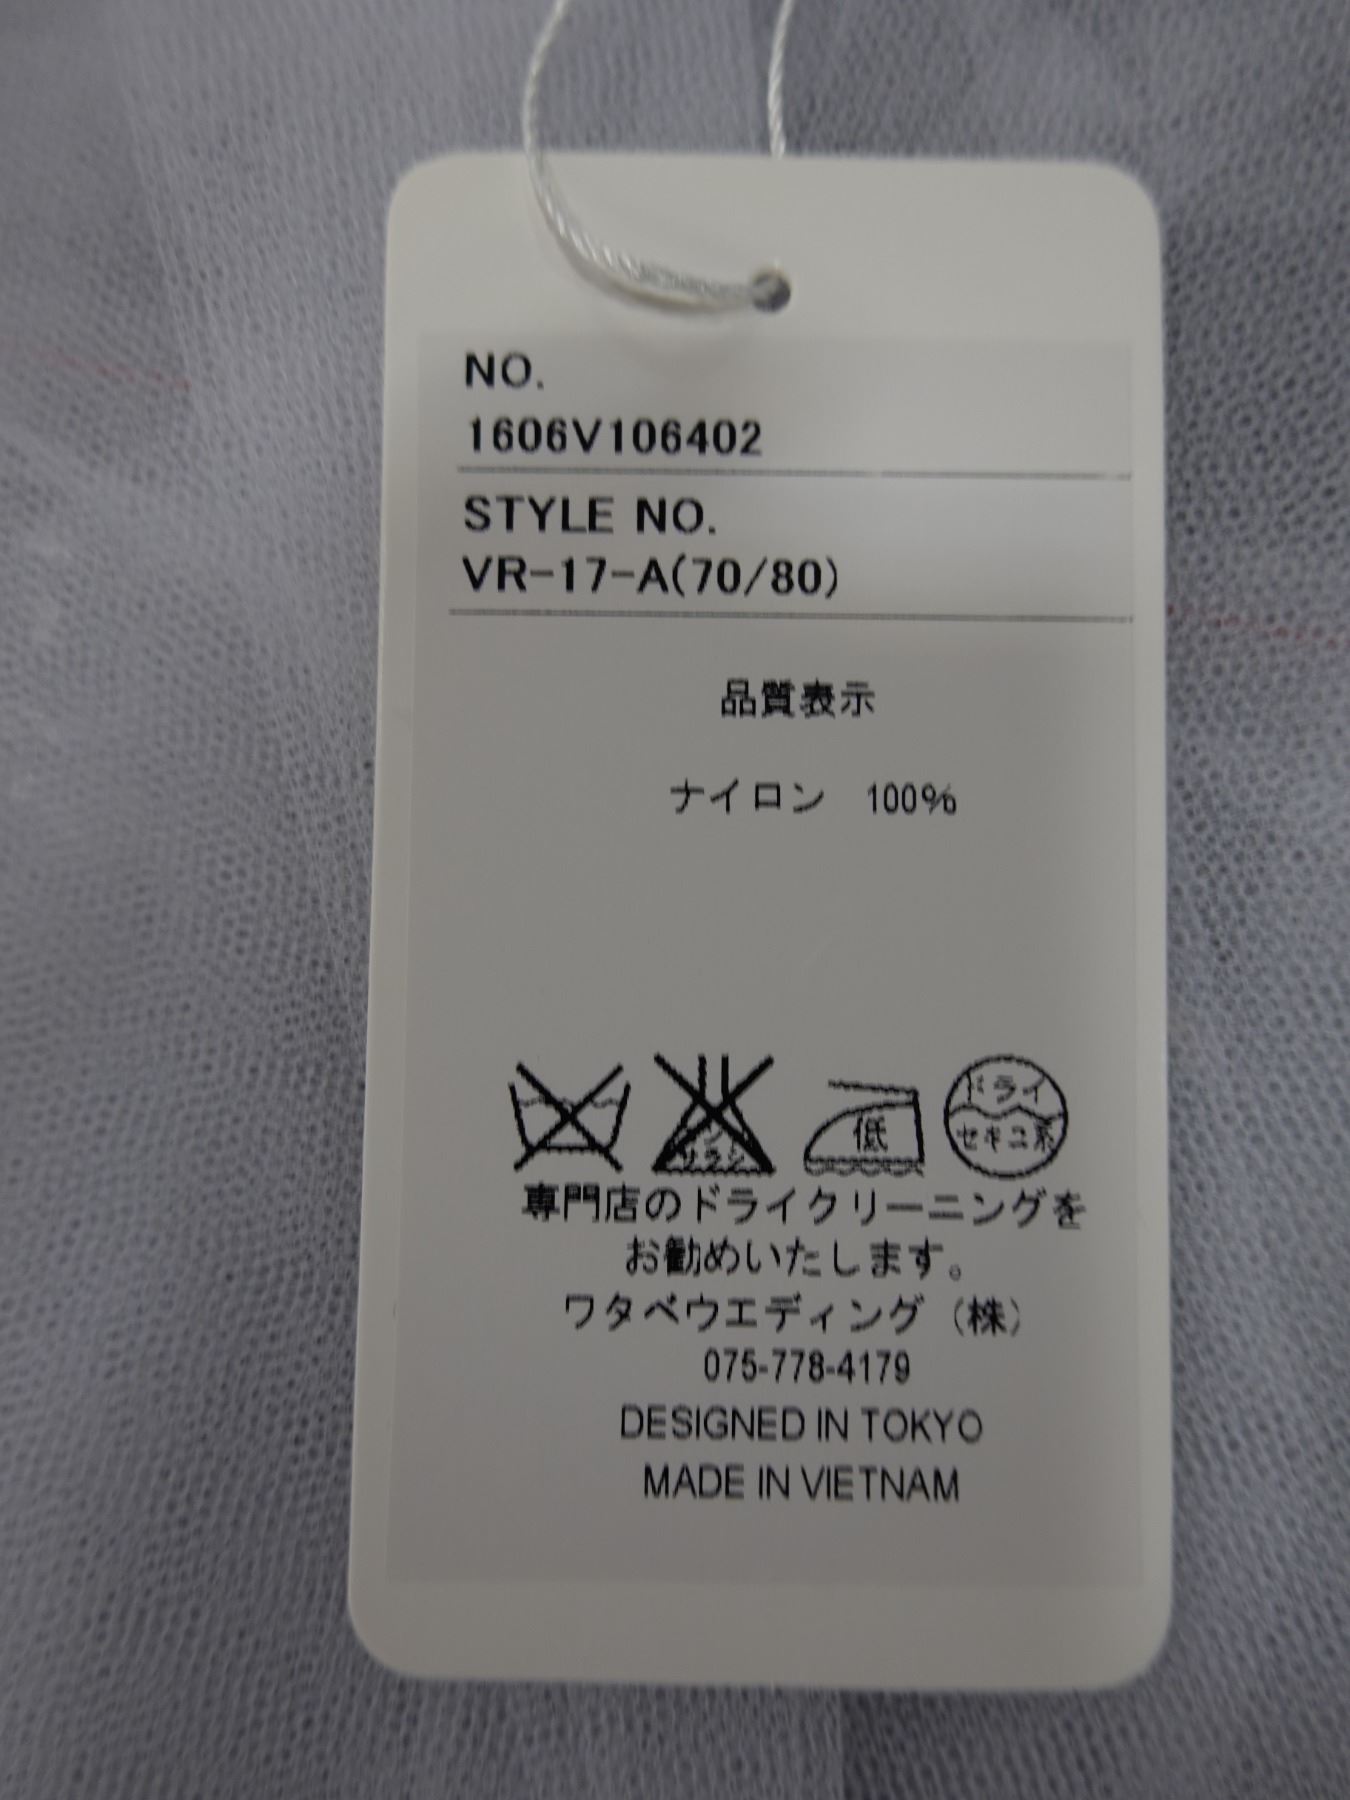 NO.
1606V106402
STYLE NO.
VR-17-A(70/80)
品質表示
ナイロン 100%
サラシ
低
ドライ
セキユ系
専門店のドライクリーニングを
お勧めいたします。
ワタベウエディング（株）
075-778-4179
DESIGNED IN TOKYO
MADE IN VIETNAM